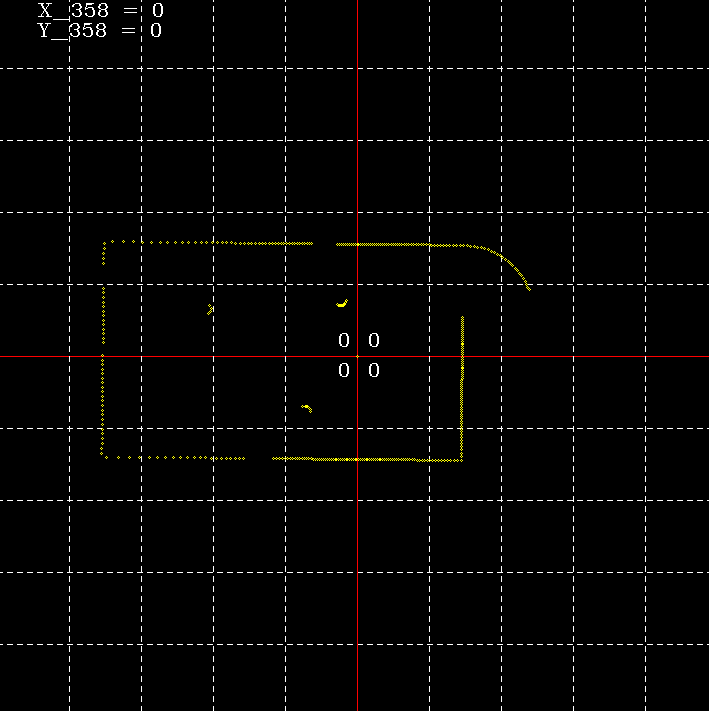 X_358 = 0
Y_358 = 0
0 0
0 0